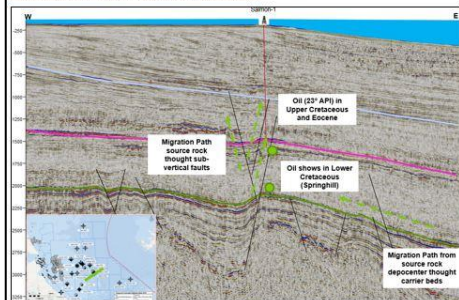 Salmon-1
W
E
Oil (23° API) in
Upper Cretaceous
and Eocene
Migration Path
source rock
thought sub-
vertical faults
Oil shows in Lower
Cretaceous
(Springhill)
Migration Path from
source rock
depocenter thought
carrier beds